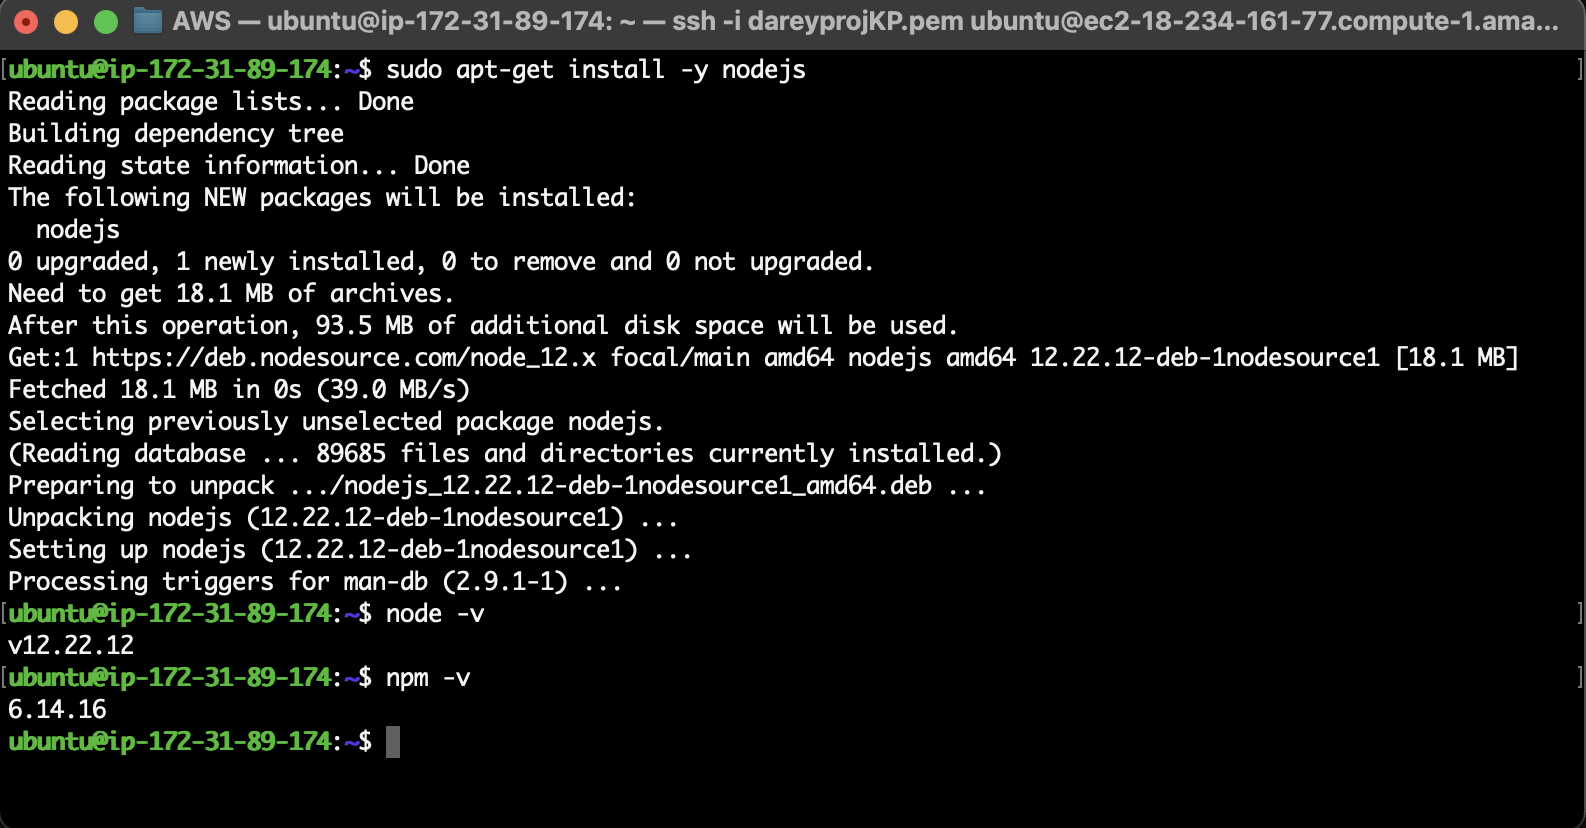 AWS — ubuntu@ip-172-31-89-174: ~ — ssh -i dareyprojKP.pem ubuntu@ec2-18-234-161-77.compute-1.ama...
[ubuntu@ip-172-31-89-174:~$ sudo apt-get install -y nodejs ]
Reading package lists... Done
Building dependency tree
Reading state information... Done
The following NEW packages will be installed:
  nodejs
0 upgraded, 1 newly installed, 0 to remove and 0 not upgraded.
Need to get 18.1 MB of archives.
After this operation, 93.5 MB of additional disk space will be used.
Get:1 https://deb.nodesource.com/node_12.x focal/main amd64 nodejs amd64 12.22.12-deb-1nodesource1 [18.1 MB]
Fetched 18.1 MB in 0s (39.0 MB/s)
Selecting previously unselected package nodejs.
(Reading database ... 89685 files and directories currently installed.)
Preparing to unpack .../nodejs_12.22.12-deb-1nodesource1_amd64.deb ...
Unpacking nodejs (12.22.12-deb-1nodesource1) ...
Setting up nodejs (12.22.12-deb-1nodesource1) ...
Processing triggers for man-db (2.9.1-1) ...
[ubuntu@ip-172-31-89-174:~$ node -v ]
v12.22.12
[ubuntu@ip-172-31-89-174:~$ npm -v ]
6.14.16
ubuntu@ip-172-31-89-174:~$